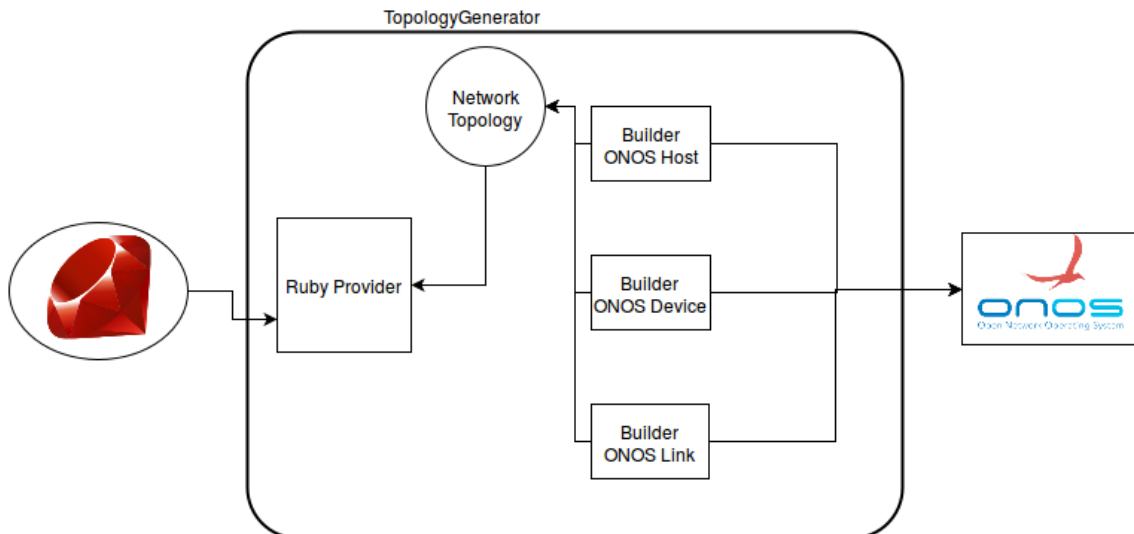 TopologyGenerator
Network
Topology
Builder
ONOS Host
Ruby Provider
Builder
ONOS Device
onos
Open Network Operating System
Builder
ONOS Link